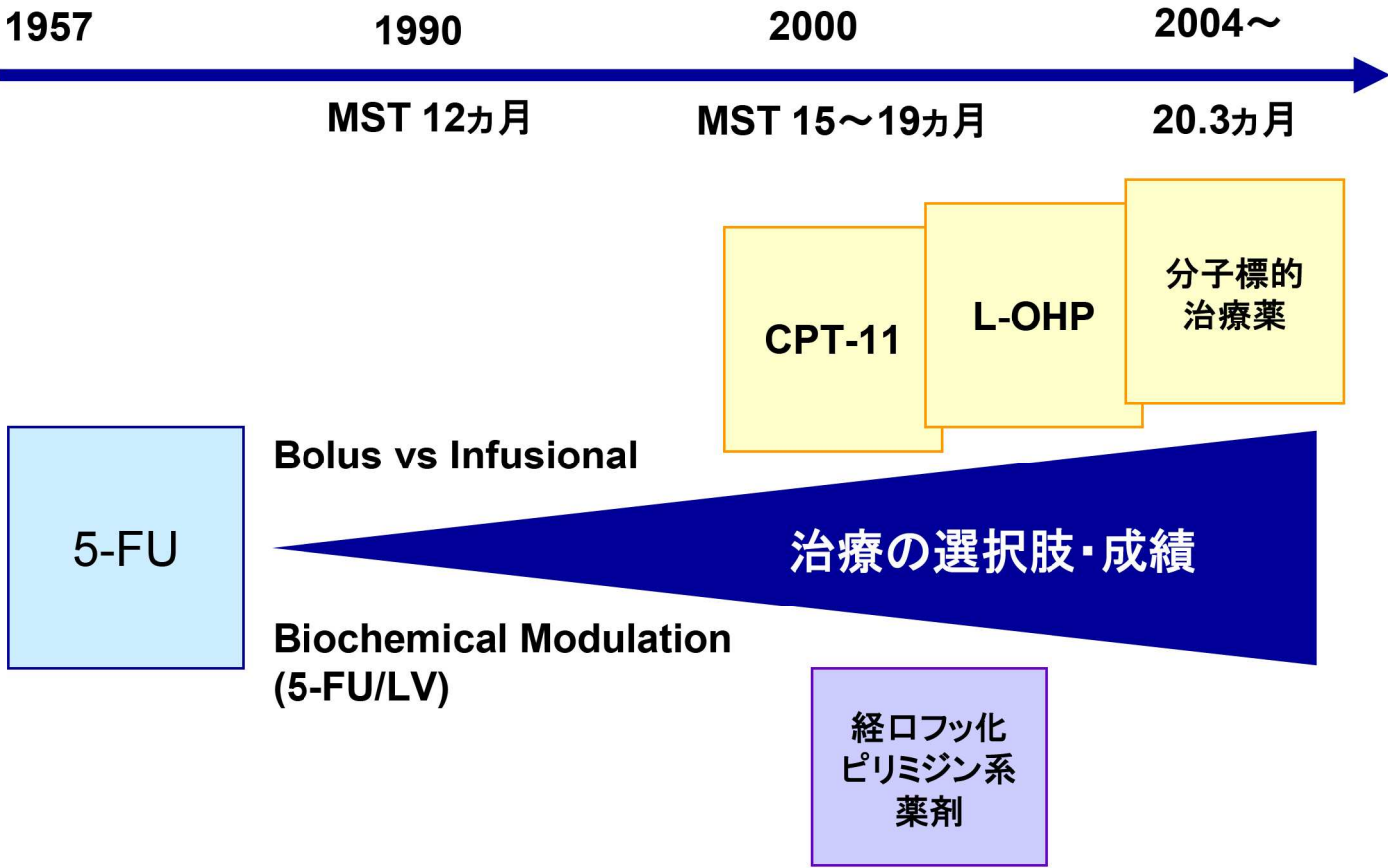 1957
1990
2000
2004～
MST 12ヵ月
MST 15～19ヵ月
20.3ヵ月
CPT-11
L-OHP
分子標的
治療薬
5-FU
Bolus vs Infusional
治療の選択肢・成績
Biochemical Modulation
(5-FU/LV)
経口フッ化
ピリミジン系
薬剤